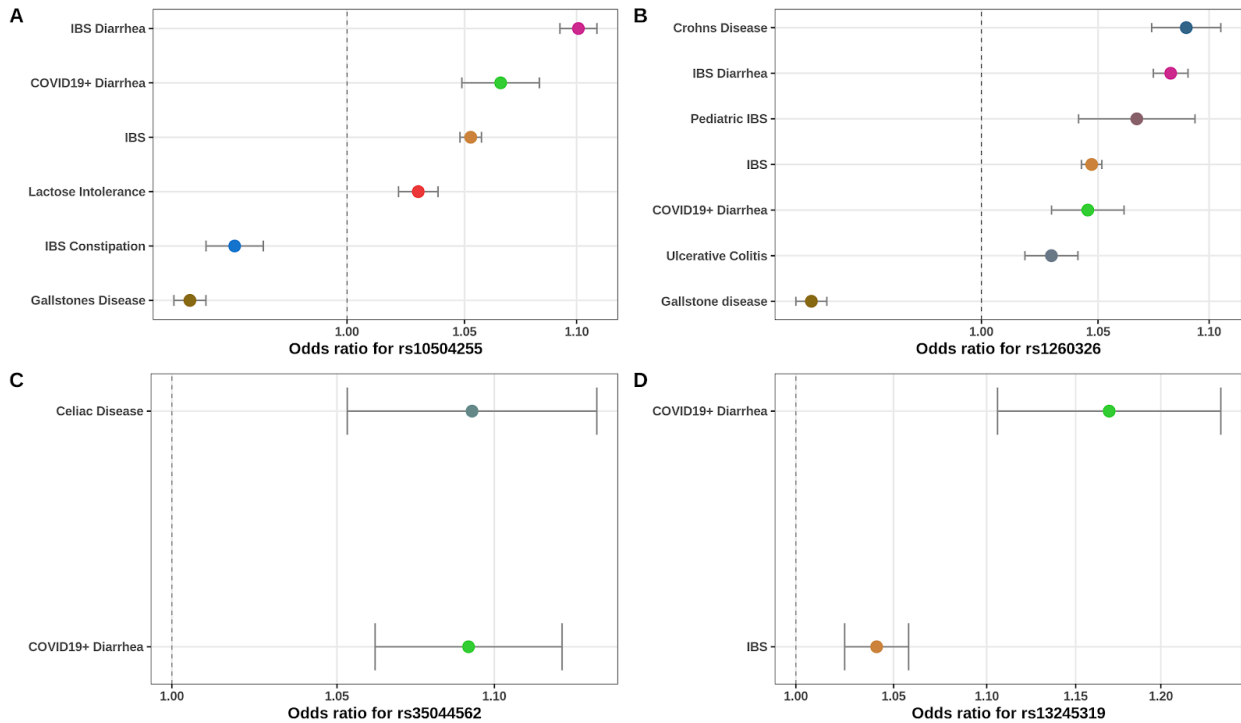 A
IBS Diarrhea
COVID19+ Diarrhea
IBS
Lactose Intolerance
IBS Constipation
Gallstones Disease
1.00 1.05 1.10
Odds ratio for rs10504255
B
Crohns Disease
IBS Diarrhea
Pediatric IBS
IBS
COVID19+ Diarrhea
Ulcerative Colitis
Gallstone disease
1.00 1.05 1.10
Odds ratio for rs1260326
C
Celiac Disease
COVID19+ Diarrhea
1.00 1.05 1.10
Odds ratio for rs35044562
D
COVID19+ Diarrhea
IBS
1.00 1.05 1.10 1.15 1.20
Odds ratio for rs13245319